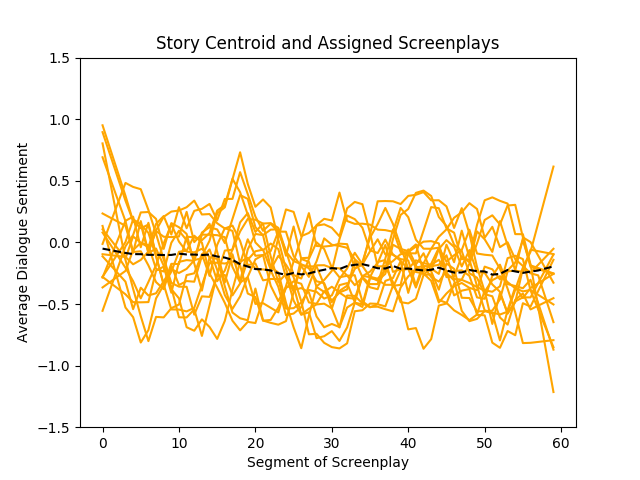 Story Centroid and Assigned Screenplays
1.5
1.0
0.5
0.0
−0.5
−1.0
−1.5
Average Dialogue Sentiment
0 10 20 30 40 50 60
Segment of Screenplay